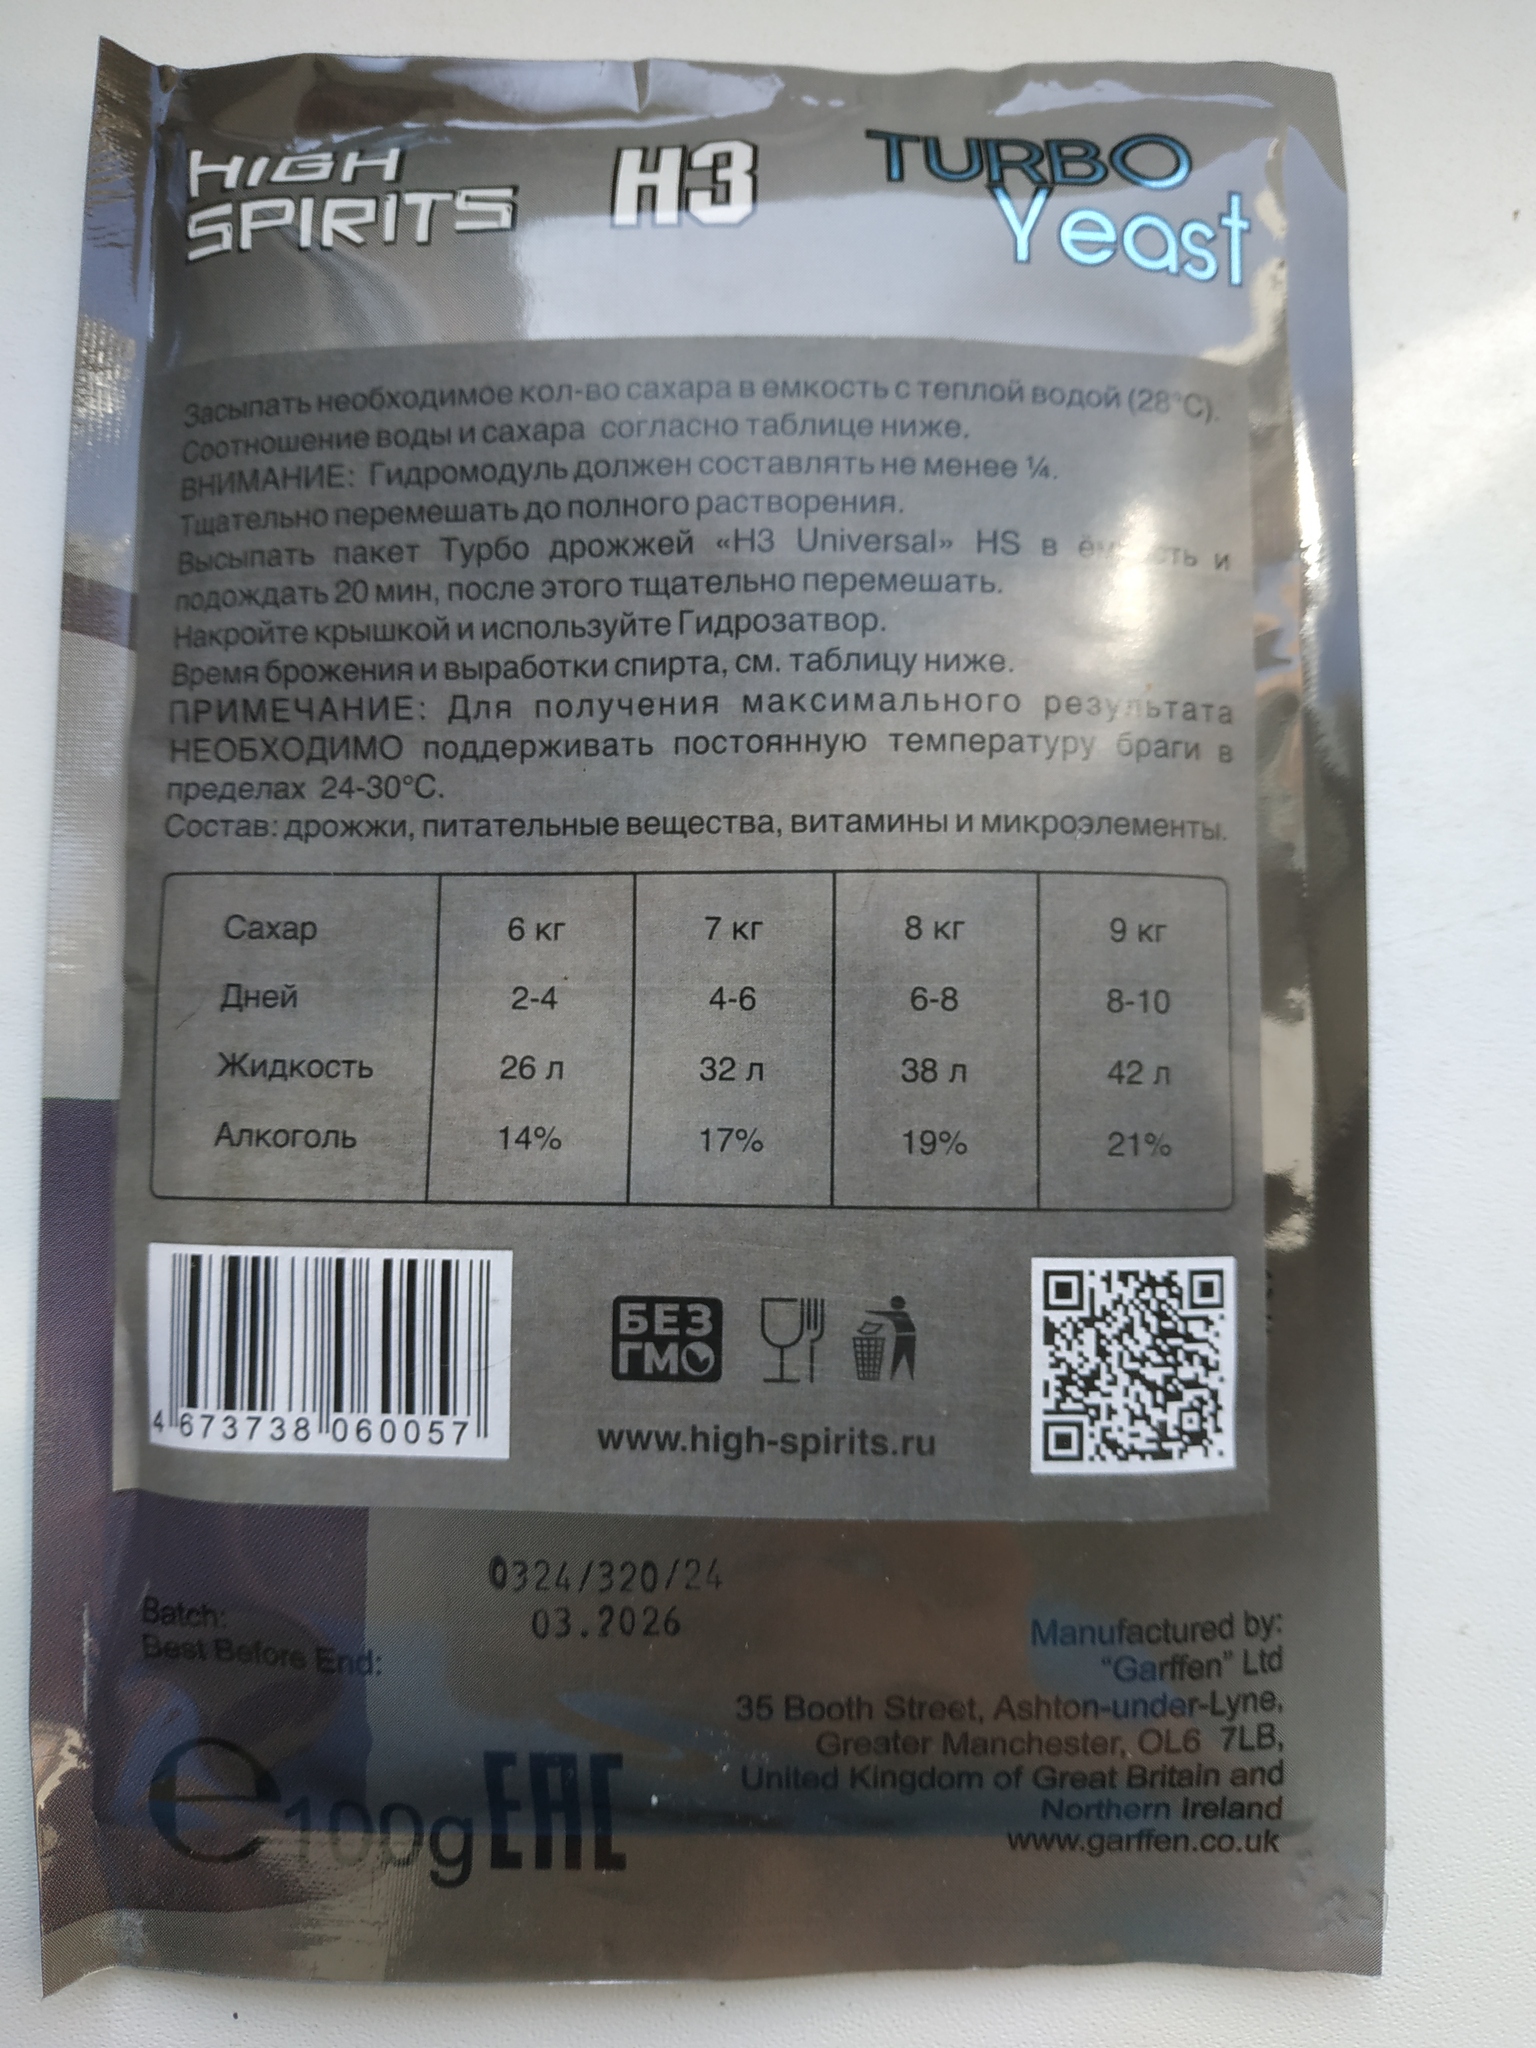 HIGH SPIRITS H3 TURBO Yeast
Засыпать необходимое кол-во сахара в емкость с теплой водой (28°C).
Соотношение воды и сахара согласно таблице ниже.
ВНИМАНИЕ: Гидромодуль должен составлять не менее ¼.
Тщательно перемешать до полного растворения.
Высыпать пакет Турбо дрожжей «H3 Universal» HS в ёмкость и
подождать 20 мин, после этого тщательно перемешать.
Накройте крышкой и используйте Гидрозатвор.
Время брожения и выработки спирта, см. таблицу ниже.
ПРИМЕЧАНИЕ: Для получения максимального результата
НЕОБХОДИМО поддерживать постоянную температуру браги в
пределах 24-30°C.
Состав: дрожжи, питательные вещества, витамины и микроэлементы.
Сахар 6 кг 7 кг 8 кг 9 кг
Дней 2-4 4-6 6-8 8-10
Жидкость 26 л 32 л 38 л 42 л
Алкоголь 14% 17% 19% 21%
4 673738 060057
БЕЗ
ГМО
www.high-spirits.ru
0324/320/24
03.2026
Batch:
Best Before End:
Manufactured by:
"Garffen" Ltd
35 Booth Street, Ashton-under-Lyne,
Greater Manchester, OL6 7LB,
United Kingdom of Great Britain and
Northern Ireland
www.garffen.co.uk
e 100g EAC